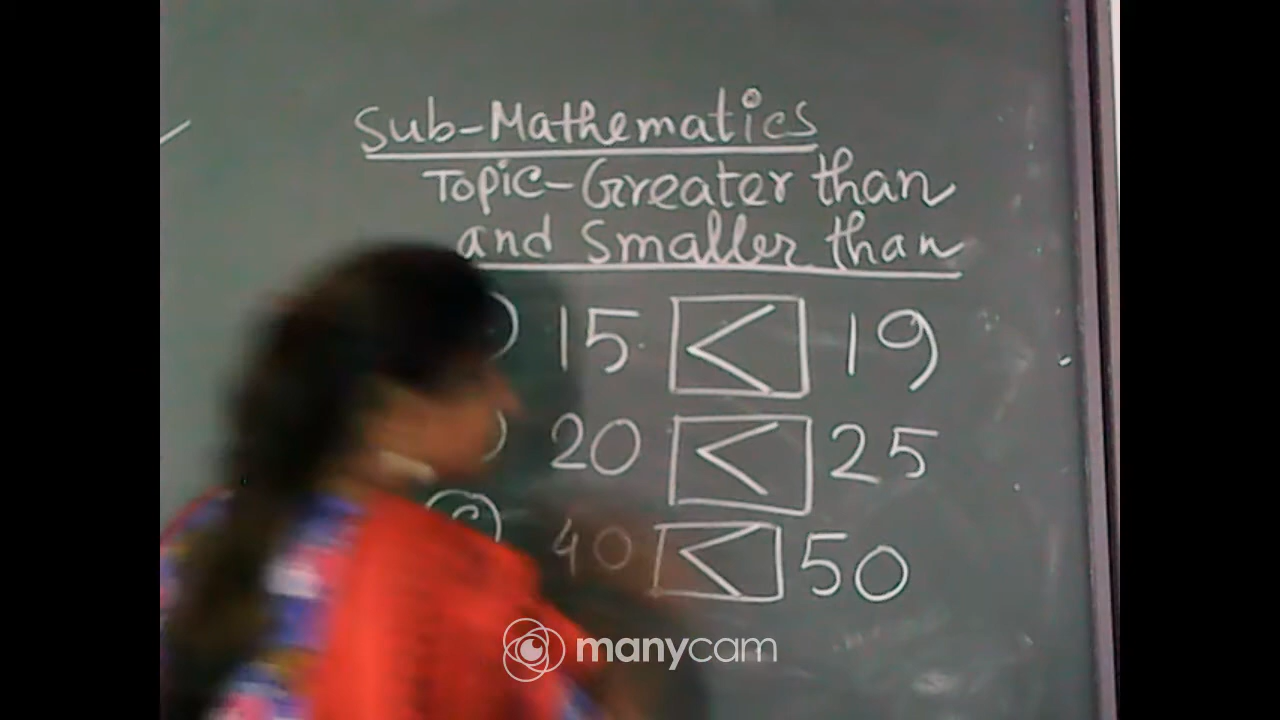 Sub-Mathematics
Topic-Greater than
and Smaller than
) 15 < 19
) 20 < 25
(c) 40 < 50
manycam